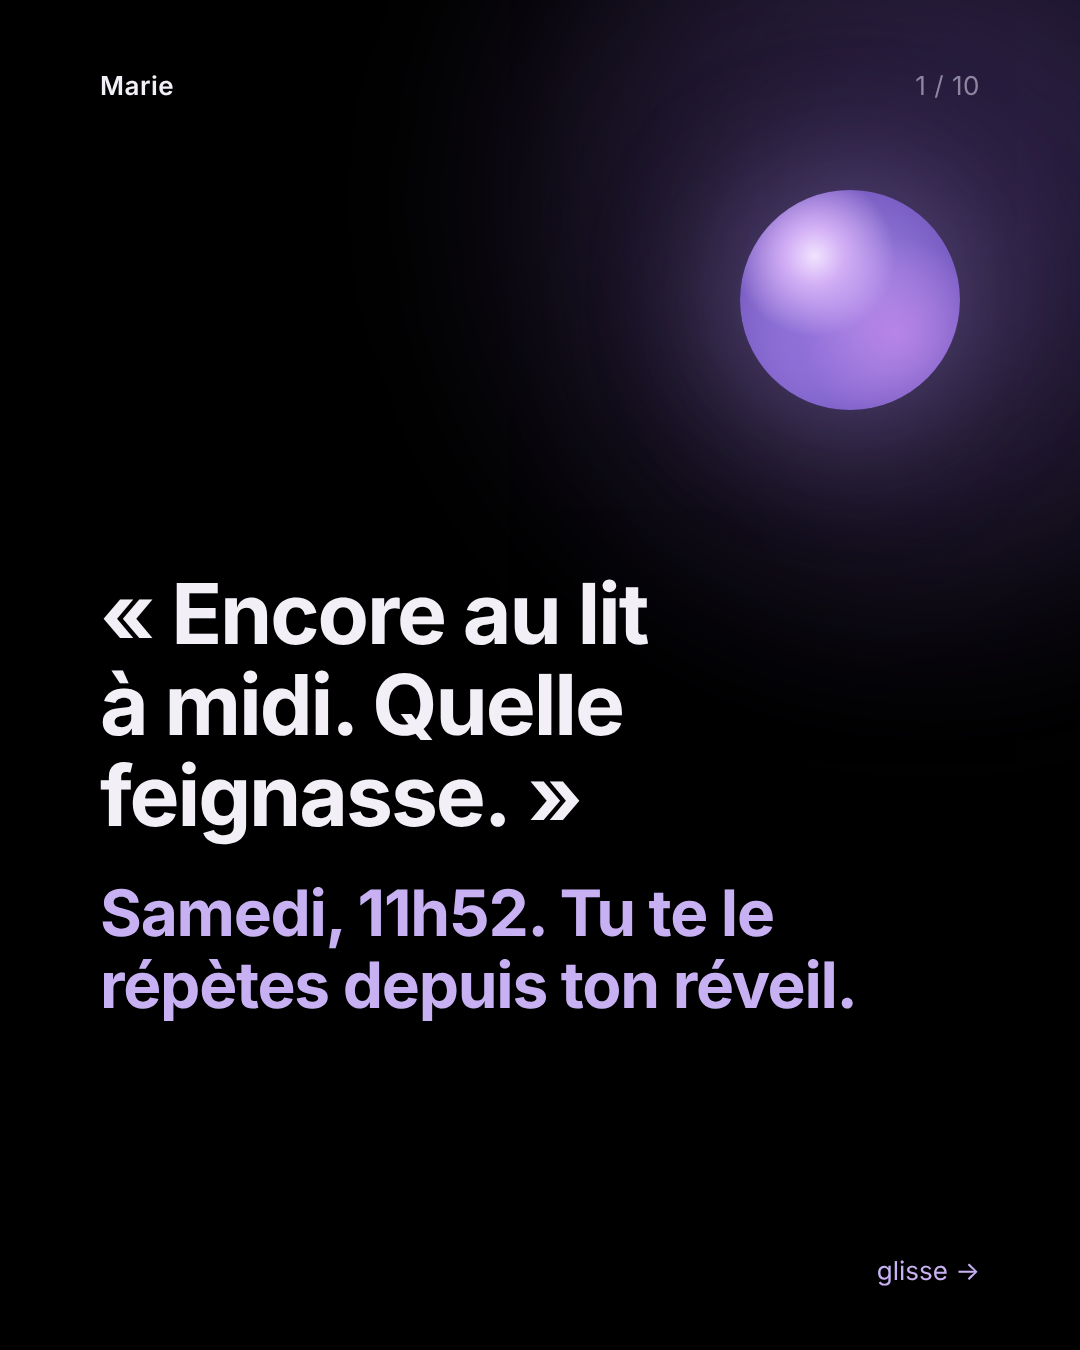 Marie
1 / 10
« Encore au lit
à midi. Quelle
feignasse. »
Samedi, 11h52. Tu te le
répètes depuis ton réveil.
glisse →